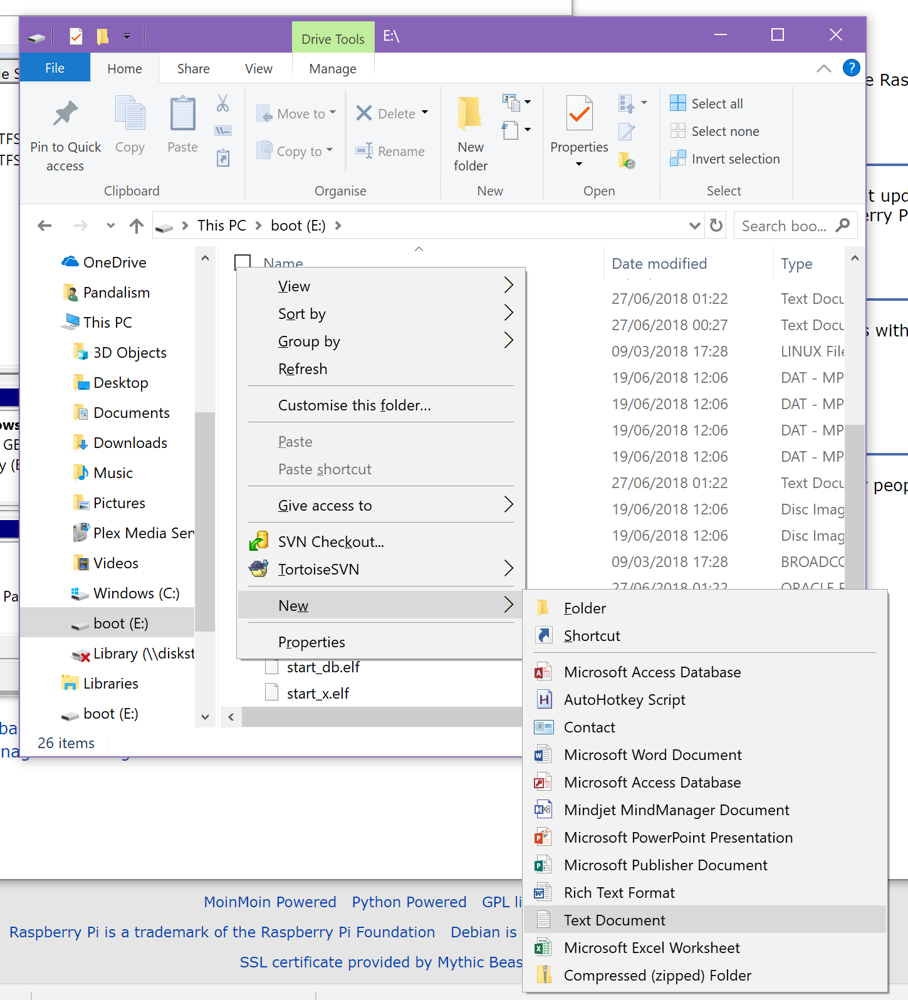 Drive Tools
E:\
File
Home
Share
View
Manage
Pin to Quick
access
Copy
Paste
Clipboard
Move to
Copy to
Delete
Rename
Organise
New
folder
New
Properties
Open
Select all
Select none
Invert selection
Select
This PC
boot (E:)
Search boo...
OneDrive
Pandalism
This PC
3D Objects
Desktop
Documents
Downloads
Music
Pictures
Plex Media Ser
Videos
Windows (C:)
boot (E:)
Library (\\diskst
Libraries
boot (E:)
26 items
Name
Date modified
Type
27/06/2018 01:22 Text Docu
27/06/2018 00:27 Text Docu
09/03/2018 17:28 LINUX File
19/06/2018 12:06 DAT - MP
19/06/2018 12:06 DAT - MP
19/06/2018 12:06 DAT - MP
19/06/2018 12:06 DAT - MP
27/06/2018 01:22 Text Docu
19/06/2018 12:06 Disc Imag
19/06/2018 12:06 Disc Imag
09/03/2018 17:28 BROADCO
27/06/2018 01:22
start_db.elf
start_x.elf
View
Sort by
Group by
Refresh
Customise this folder...
Paste
Paste shortcut
Give access to
SVN Checkout...
TortoiseSVN
New
Properties
Folder
Shortcut
Microsoft Access Database
AutoHotkey Script
Contact
Microsoft Word Document
Microsoft Access Database
Mindjet MindManager Document
Microsoft PowerPoint Presentation
Microsoft Publisher Document
Rich Text Format
Text Document
Microsoft Excel Worksheet
Compressed (zipped) Folder
e Ras
t upd
erry P
s with
r peop
MoinMoin Powered
Python Powered
GPL li
Raspberry Pi is a trademark of the Raspberry Pi Foundation
Debian is
SSL certificate provided by Mythic Beas